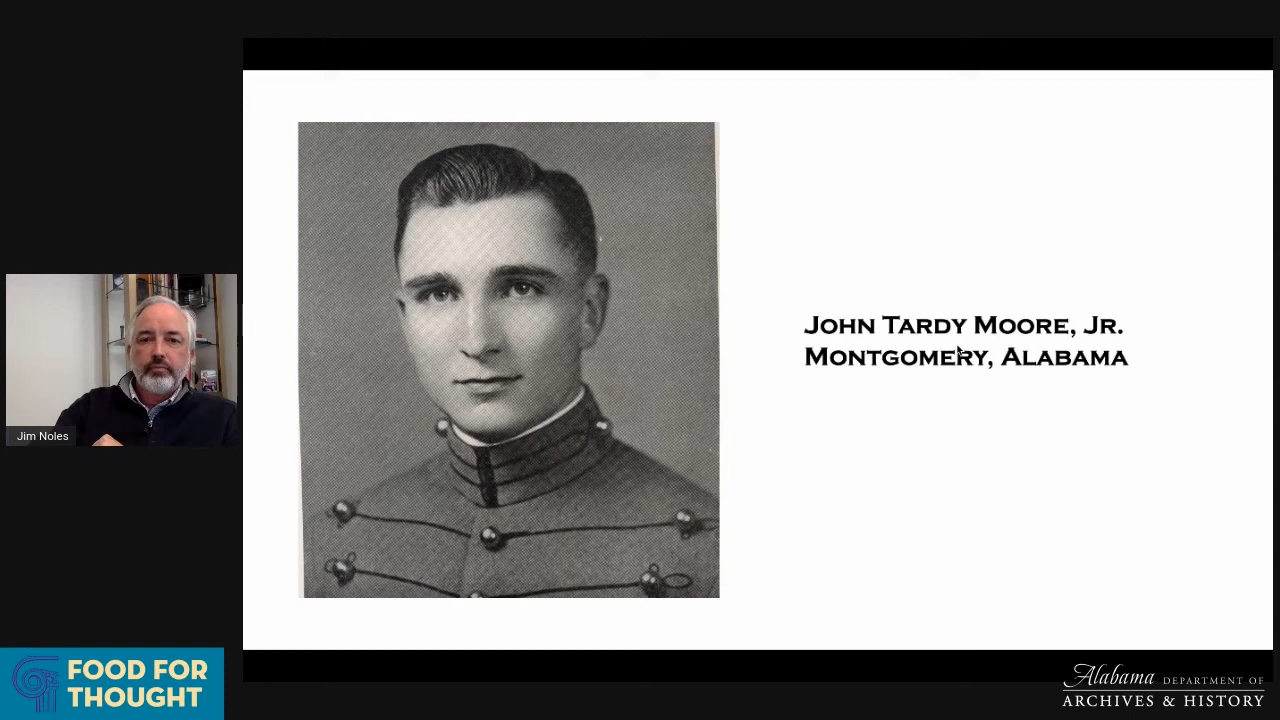 John Tardy Moore, Jr.
Montgomery, Alabama
Jim Noles
FOOD FOR
THOUGHT
Alabama DEPARTMENT OF
ARCHIVES & HISTORY